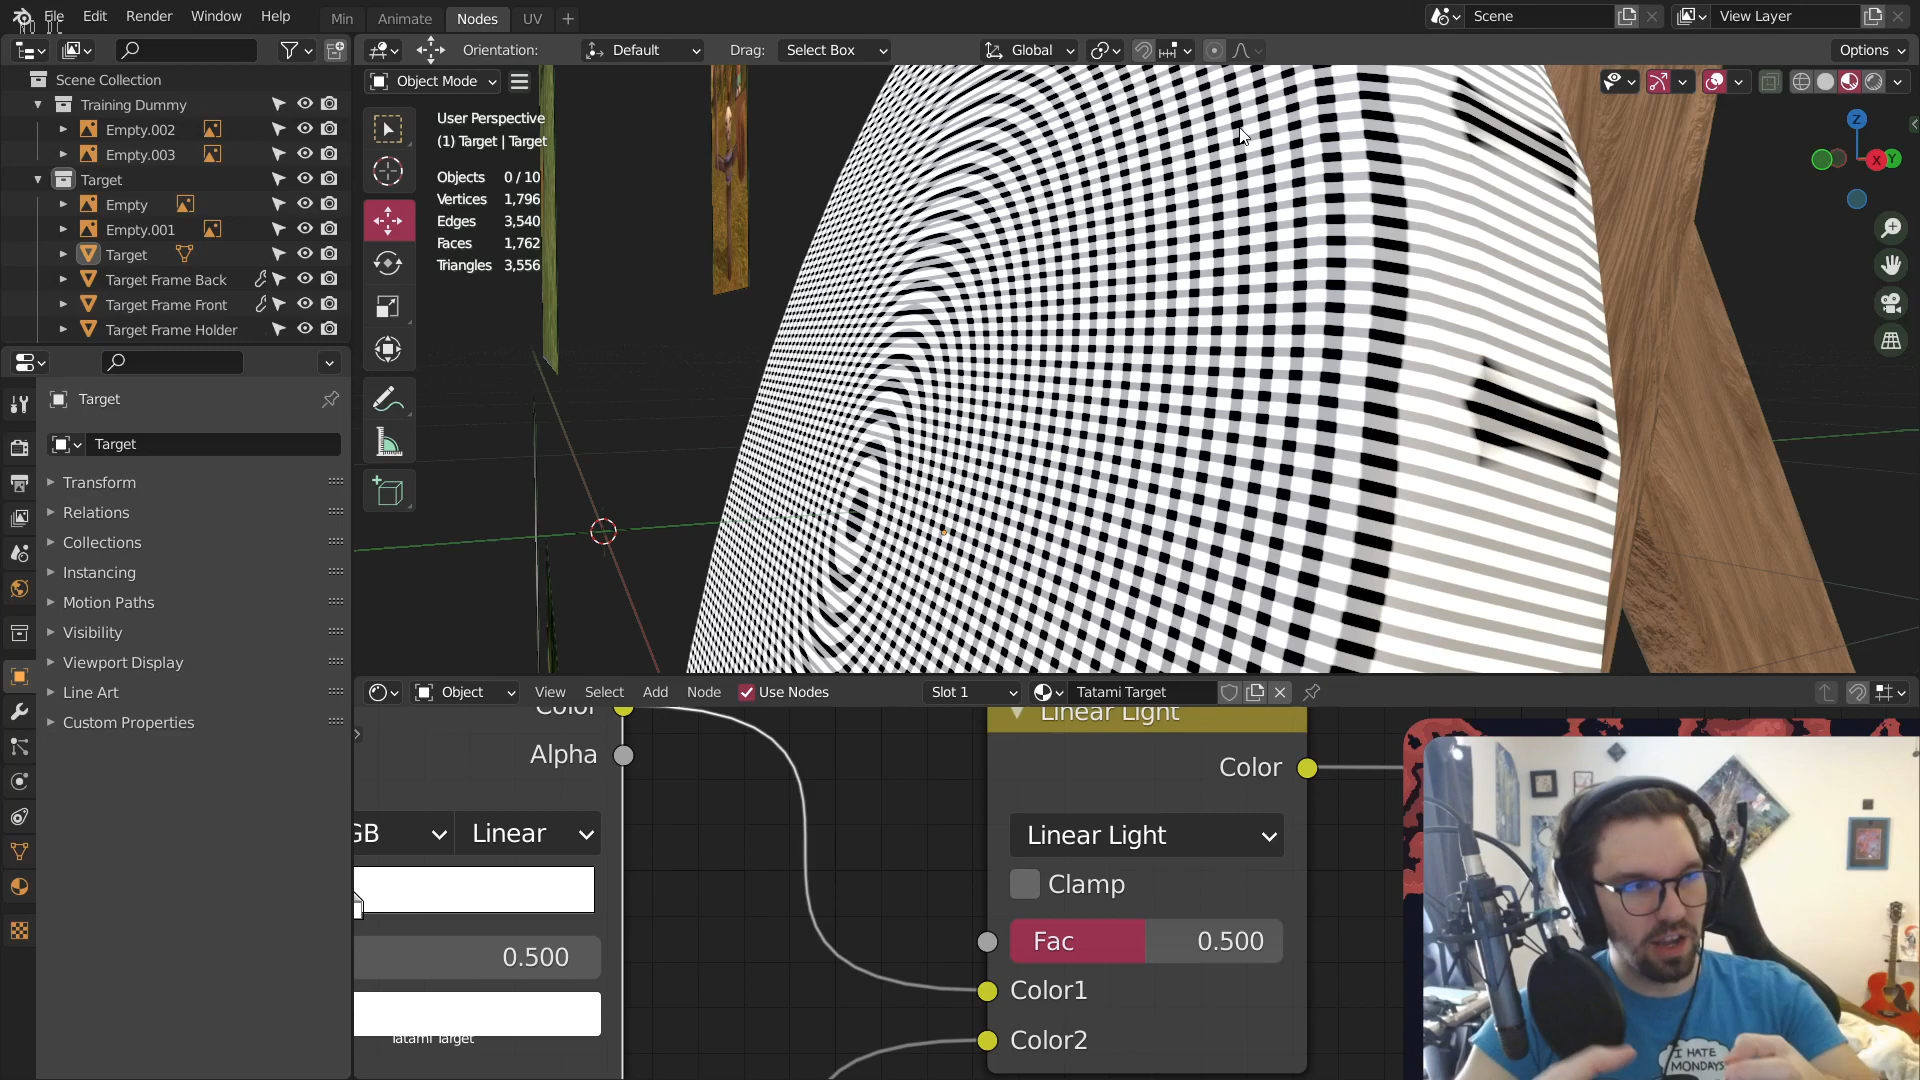 File Edit Render Window Help Min Animate Nodes UV + Scene View Layer
Orientation: Default Drag: Select Box Global Options
Scene Collection
Training Dummy
Empty.002
Empty.003
Target
Empty
Empty.001
Target
Target Frame Back
Target Frame Front
Target Frame Holder
Object Mode
User Perspective
(1) Target | Target
Objects 0 / 10
Vertices 1,796
Edges 3,540
Faces 1,762
Triangles 3,556
Z
X
Y
Target
Target
Transform
Relations
Collections
Instancing
Motion Paths
Visibility
Viewport Display
Line Art
Custom Properties
Object View Select Add Node Use Nodes Slot 1 Tatami Target
Color
Alpha
GB Linear
0.500
Tatami Target
Linear Light
Color
Linear Light
Clamp
Fac 0.500
Color1
Color2
I HATE
MONDAYS